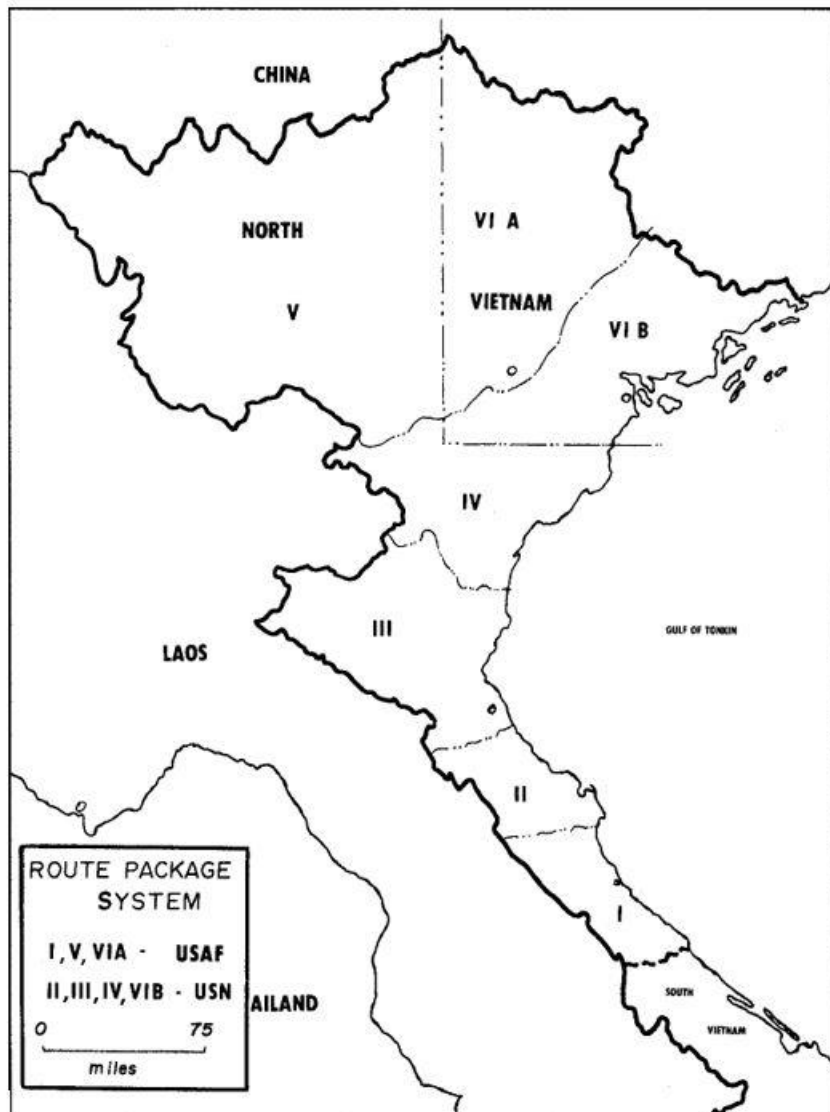 CHINA
NORTH
VI A
V
VIETNAM
VI B
IV
III
GULF OF TONKIN
LAOS
II
I
SOUTH
VIETNAM
AILAND
ROUTE PACKAGE
SYSTEM
I, V, VIA - USAF
II, III, IV, VIB - USN
0 75
miles